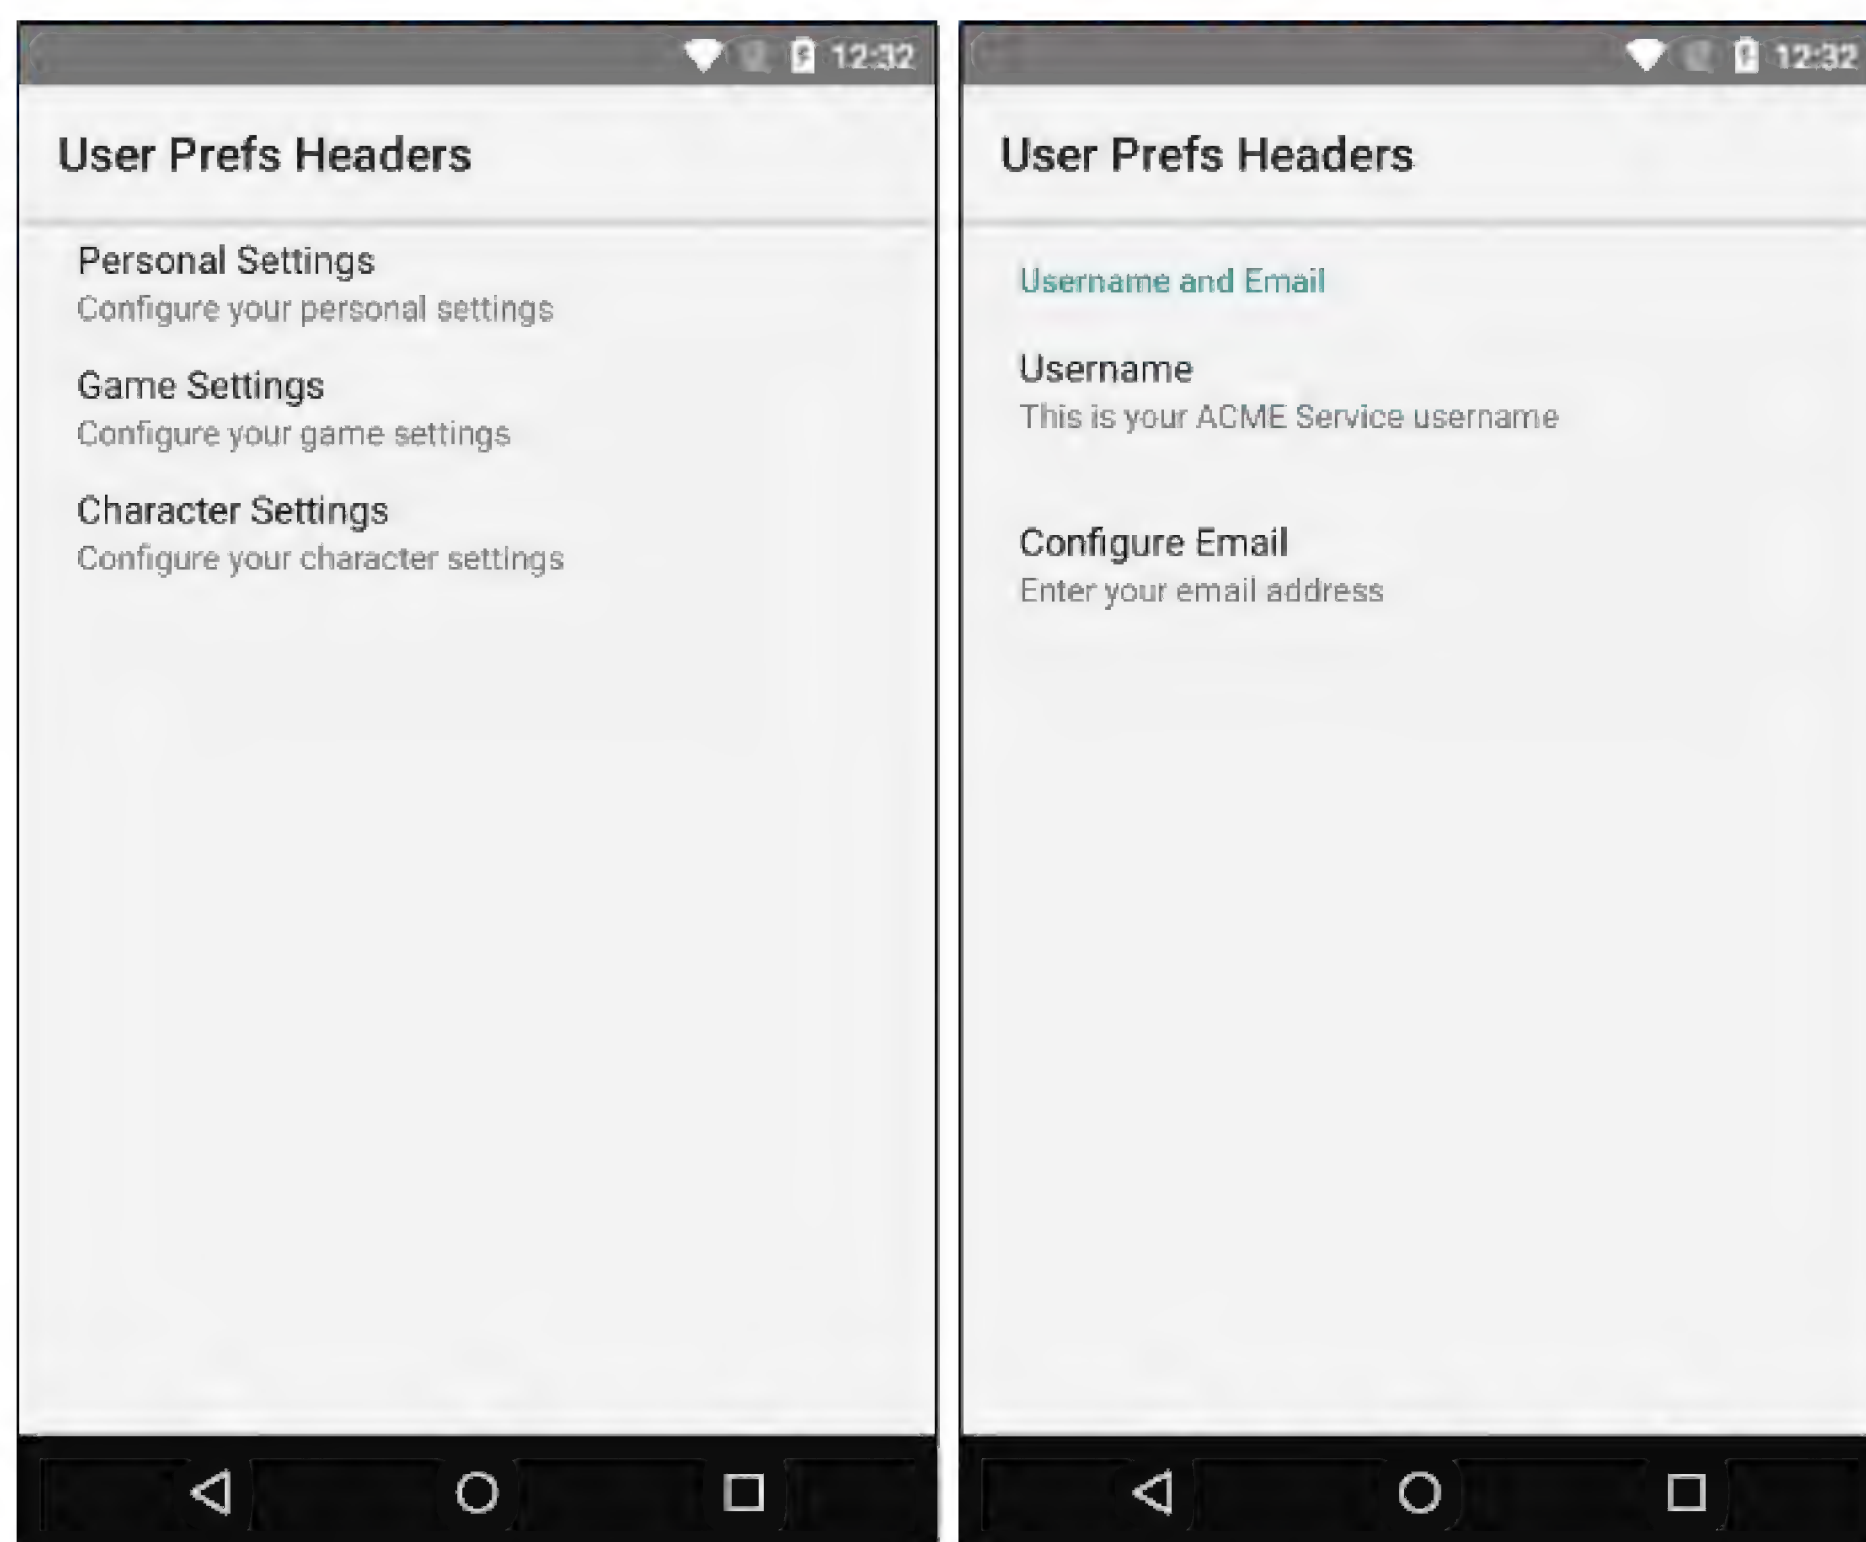 12:32
User Prefs Headers
Personal Settings
Configure your personal settings
Game Settings
Configure your game settings
Character Settings
Configure your character settings
12:32
User Prefs Headers
Username and Email
Username
This is your ACME Service username
Configure Email
Enter your email address